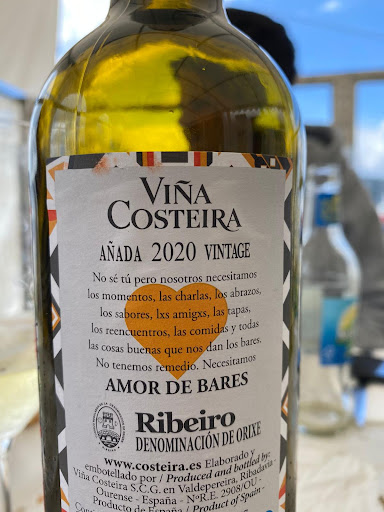 VIÑA
COSTEIRA
AÑADA 2020 VINTAGE
No sé tú pero nosotros necesitamos
los momentos, las charlas, los abrazos,
los sabores, lxs amigxs, las tapas,
los reencuentros, las comidas y todas
las cosas buenas que nos dan los bares.
No tenemos remedio. Necesitamos
AMOR DE BARES
Ribeiro
DENOMINACIÓN DE ORIXE
www.costeira.es Elaborado y
embotellado por / Produced and bottled by:
Viña Costeira S.C.G. en Valdepereira, Ribadavia -
Ourense - España - NºR.E. 2908/OU -
Producto de España / Product of Spain -